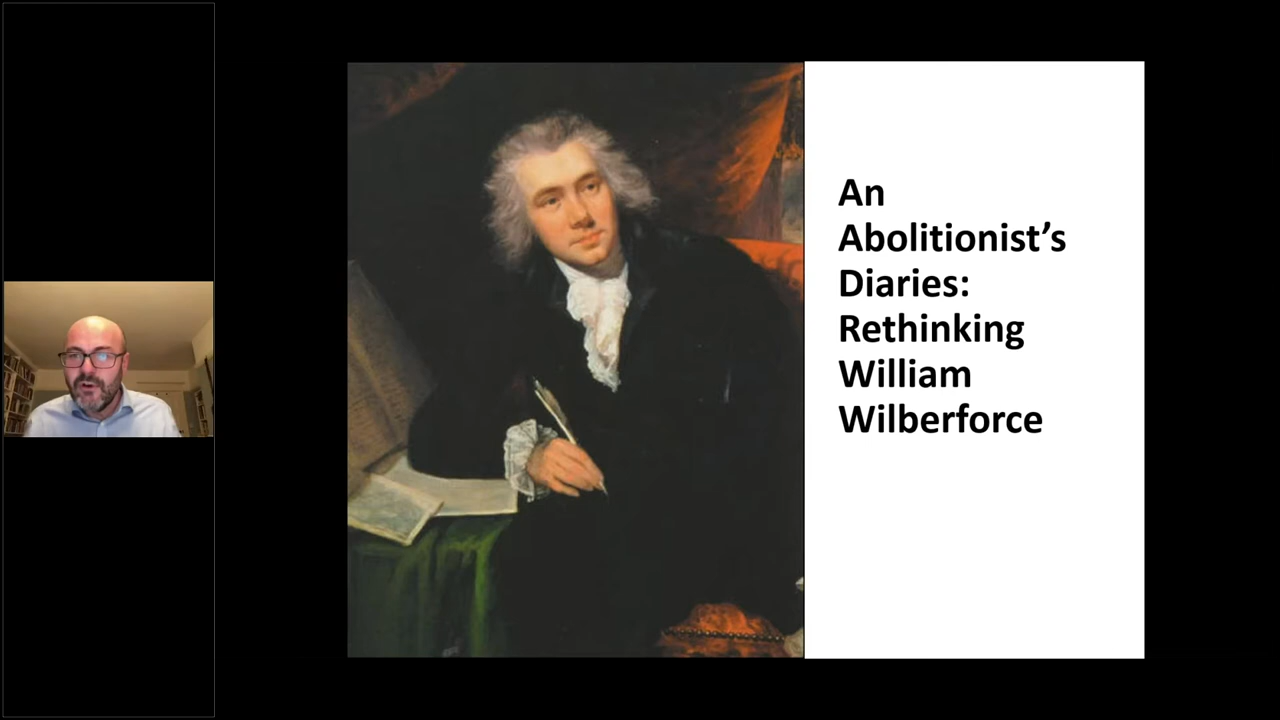 An
Abolitionist’s
Diaries:
Rethinking
William
Wilberforce